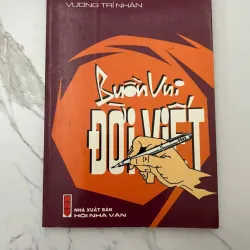 VƯƠNG TRÍ NHÀN
Buồn Vui
ĐỜI VIẾT
NHÀ XUẤT BẢN
HỘI NHÀ VĂN